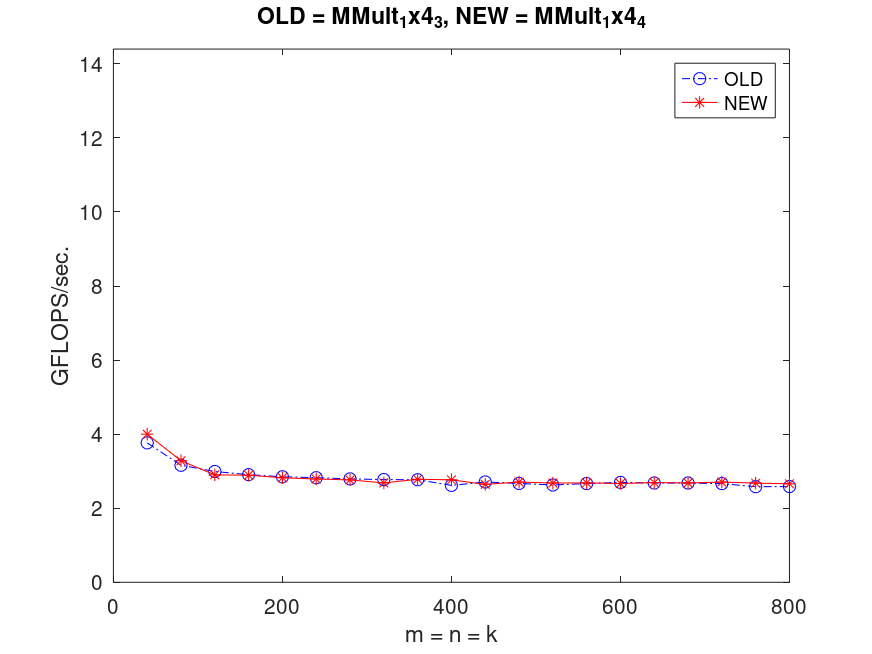 OLD = MMult₁x4₃, NEW = MMult₁x4₄
OLD
NEW
14
12
10
8
6
4
2
0
GFLOPS/sec.
0 200 400 600 800
m = n = k